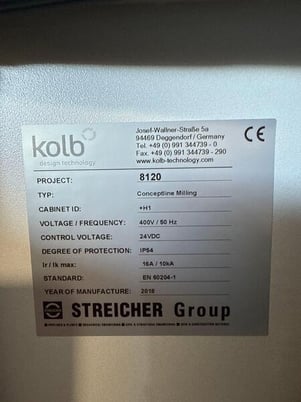 kolb
design technology
Josef-Wallner-Straße 5a
94469 Deggendorf / Germany
Tel. +49 (0) 991 344739 - 0
Fax. +49 (0) 991 344739 - 290
www.kolb-technology.com
CE
PROJECT: 8120
TYP: Conceptline Milling
CABINET ID: +H1
VOLTAGE / FREQUENCY: 400V / 50 Hz
CONTROL VOLTAGE: 24VDC
DEGREE OF PROTECTION: IP54
Ir / Ik max: 16A / 10kA
STANDARD: EN 60204-1
YEAR OF MANUFACTURE: 2018
STREICHER Group